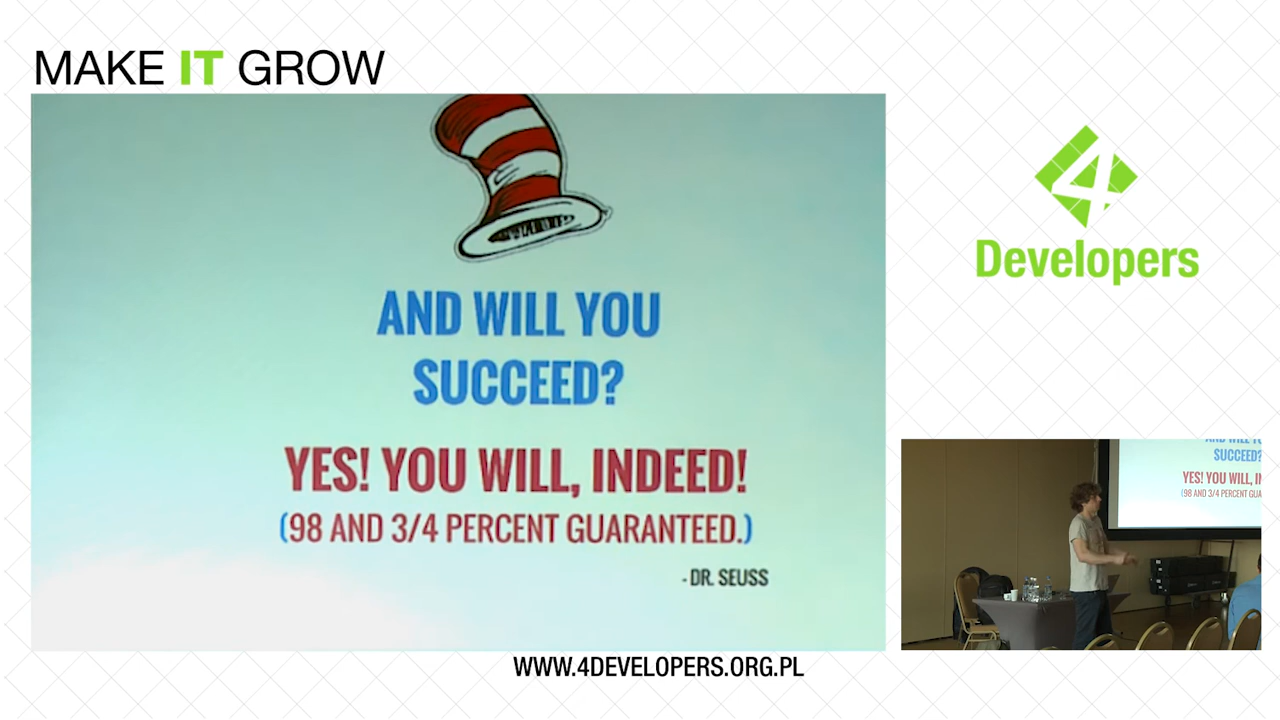 MAKE IT GROW
AND WILL YOU
SUCCEED?
YES! YOU WILL, INDEED!
(98 AND 3/4 PERCENT GUARANTEED.)
- DR. SEUSS
4
Developers
SUCCEED?
YES! YOU WILL, I
(98 AND 3/4 PERCENT GUA
WWW.4DEVELOPERS.ORG.PL